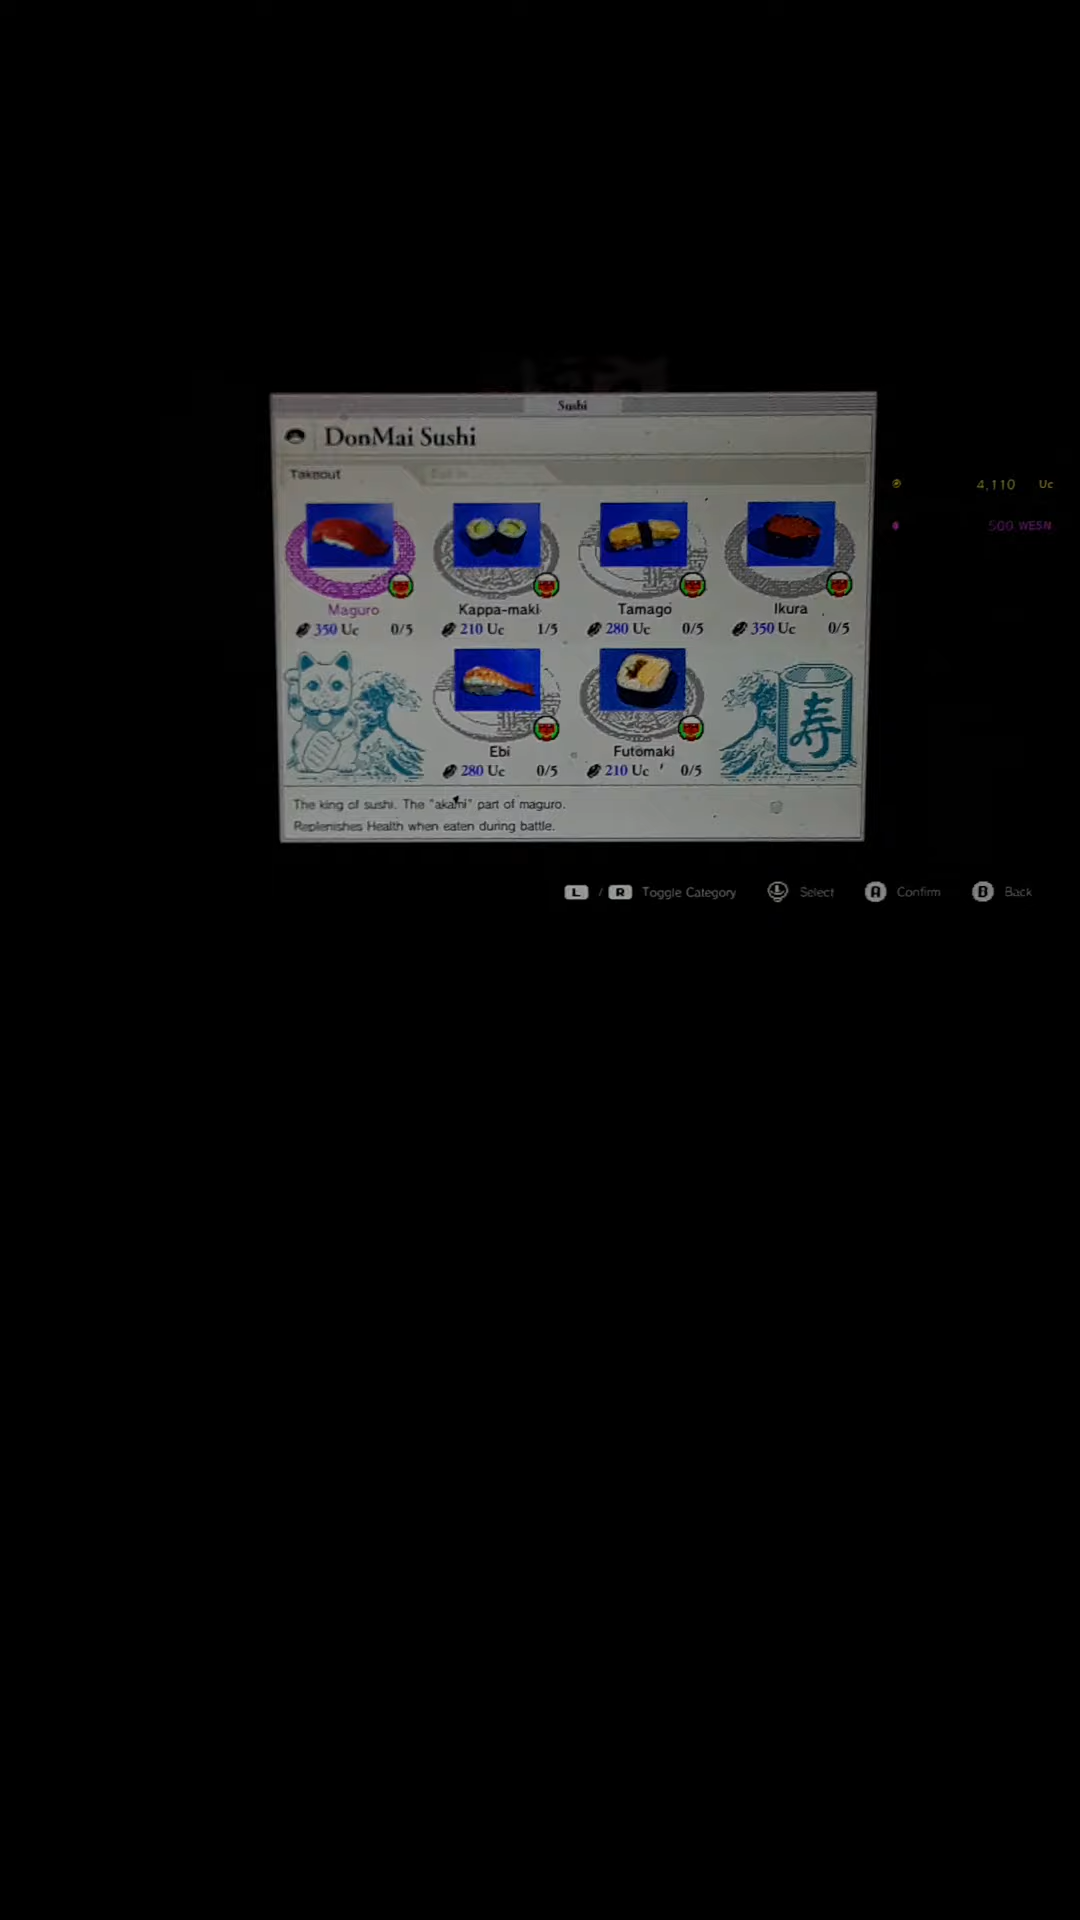 Sushi
DonMai Sushi
Takeout
4,110 Uc
500 WESN
Maguro Kappa-maki Tamago Ikura
350 Uc 0/5 210 Uc 1/5 280 Uc 0/5 350 Uc 0/5
寿
Ebi Futomaki
280 Uc 0/5 210 Uc 0/5
The king of sushi. The "akami" part of maguro.
Replenishes Health when eaten during battle.
L / R Toggle Category L Select A Confirm B Back